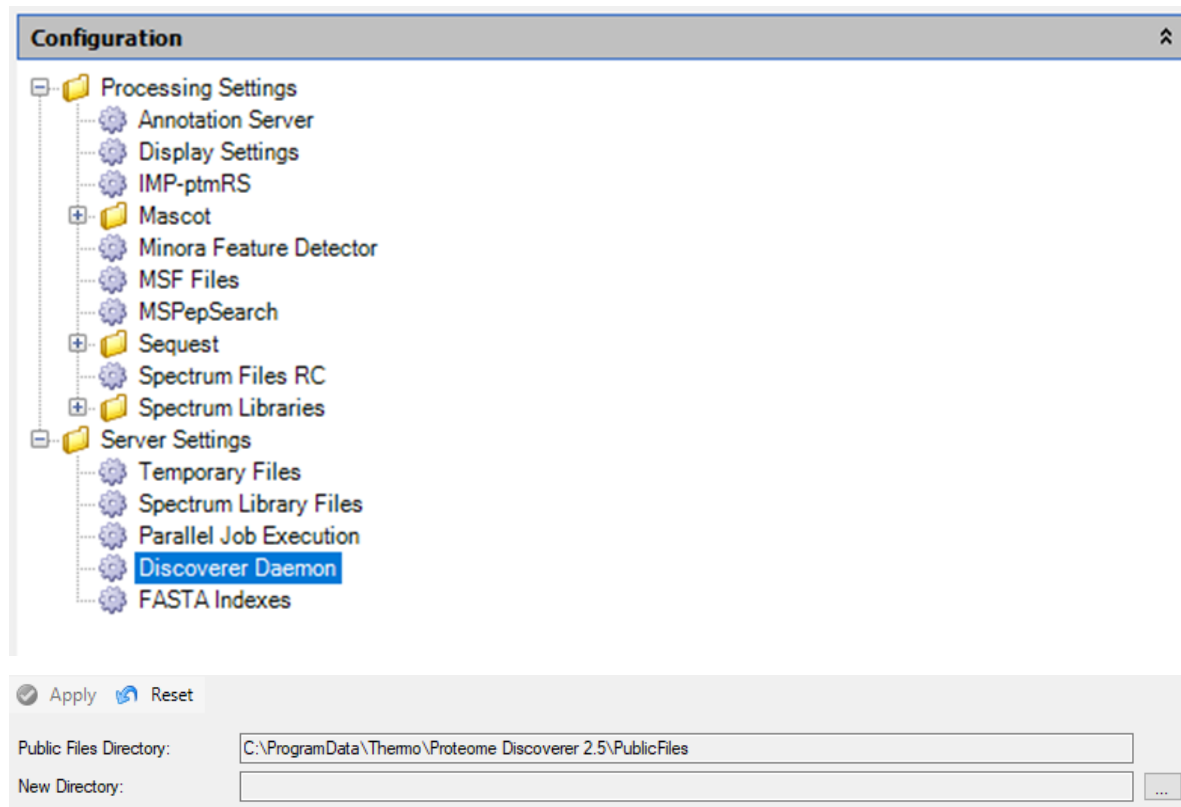 Configuration
Processing Settings
Annotation Server
Display Settings
IMP-ptmRS
Mascot
Minora Feature Detector
MSF Files
MSPepSearch
Sequest
Spectrum Files RC
Spectrum Libraries
Server Settings
Temporary Files
Spectrum Library Files
Parallel Job Execution
Discoverer Daemon
FASTA Indexes
Apply Reset
Public Files Directory: C:\ProgramData\Thermo\Proteome Discoverer 2.5\PublicFiles
New Directory: ...